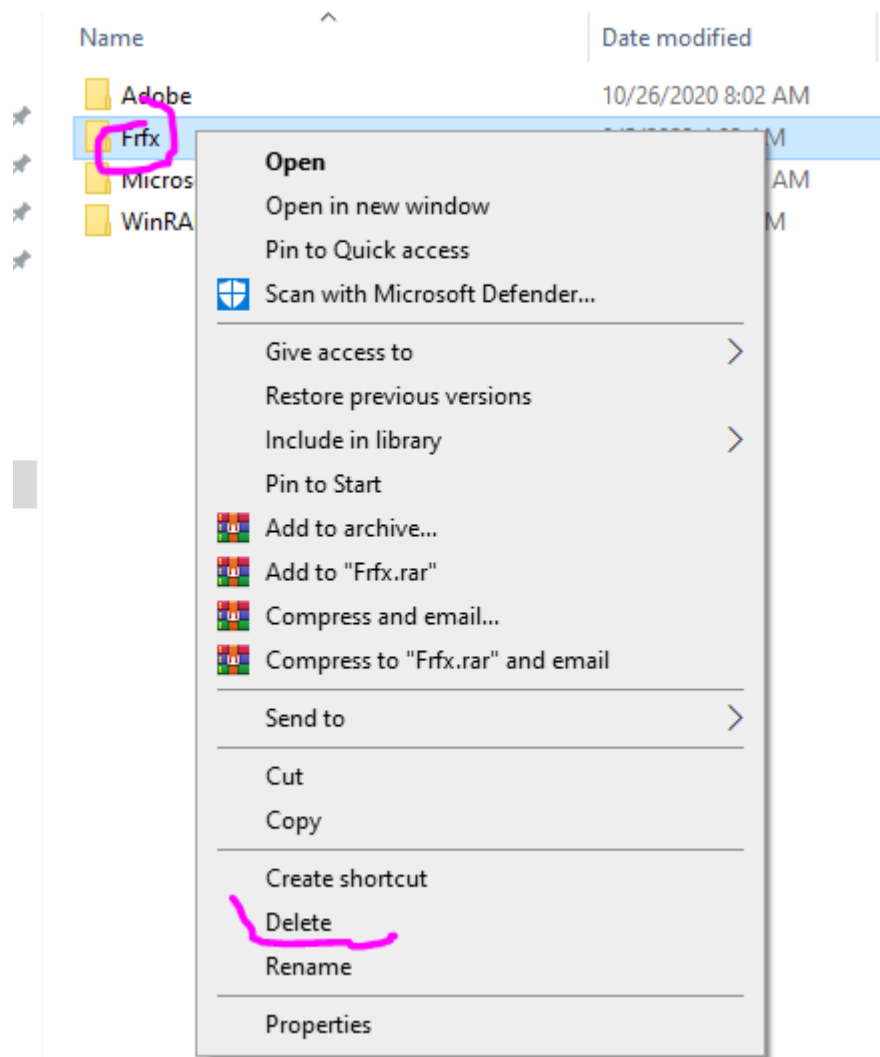 Name Date modified
Adobe 10/26/2020 8:02 AM
Frfx
Micros AM
WinRA
Open
Open in new window
Pin to Quick access
Scan with Microsoft Defender...
Give access to
Restore previous versions
Include in library
Pin to Start
Add to archive...
Add to "Frfx.rar"
Compress and email...
Compress to "Frfx.rar" and email
Send to
Cut
Copy
Create shortcut
Delete
Rename
Properties